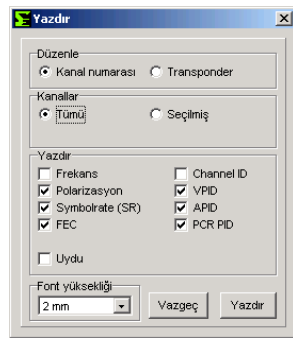 Yazdır
Düzenle
Kanal numarası Transponder
Kanallar
Tümü Seçilmiş
Yazdır
Frekans Channel ID
Polarizasyon VPID
Symbolrate (SR) APID
FEC PCR PID
Uydu
Font yüksekliği
2 mm Vazgeç Yazdır